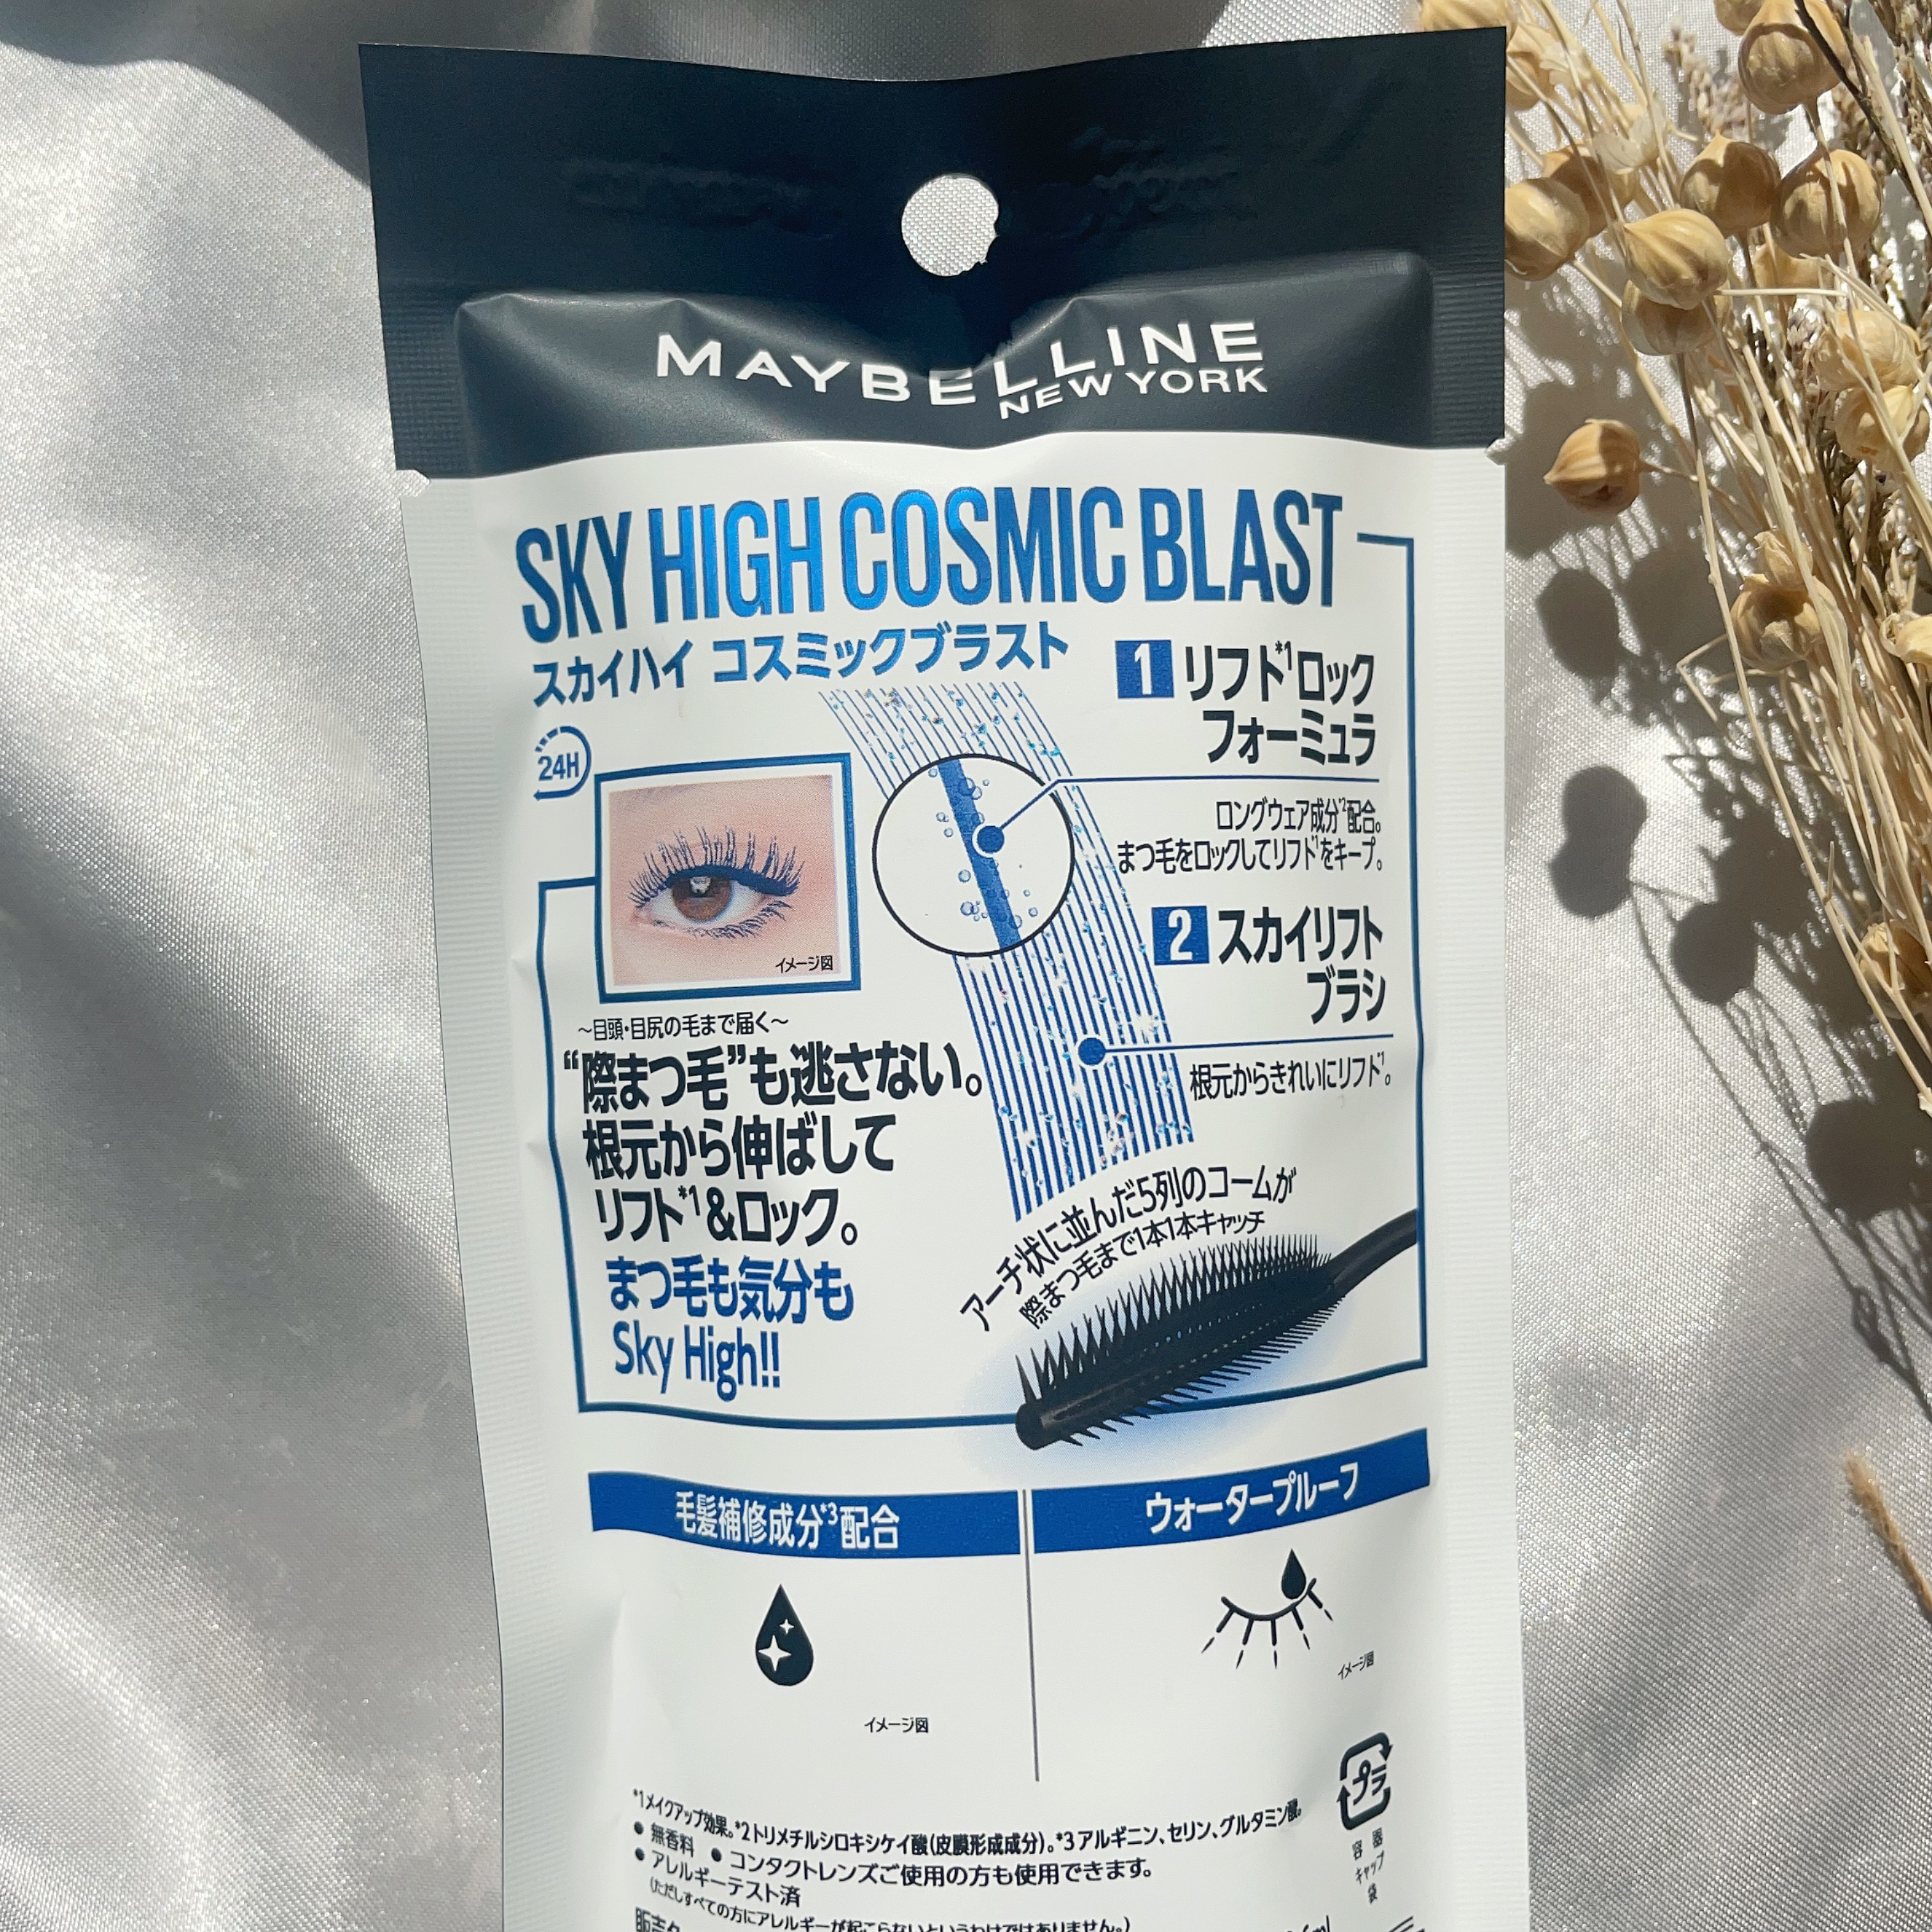 MAYBELLINE
NEW YORK
SKY HIGH COSMIC BLAST
スカイハイ コスミックブラスト
24H
イメージ図
～目頭・目尻の毛まで届く～
“際まつ毛”も逃さない。
根元から伸ばして
リフト*1&ロック。
まつ毛も気分も
Sky High!!
1 リフト*1ロック
フォーミュラ
ロングウェア成分*2配合。
まつ毛をロックしてリフト*1をキープ。
2 スカイリフト
ブラシ
根元からきれいにリフト*1。
アーチ状に並んだ5列のコームが
際まつ毛まで1本1本キャッチ
毛髪補修成分*3配合
イメージ図
ウォータープルーフ
イメージ図
*1メイクアップ効果。*2トリメチルシロキシケイ酸(皮膜形成成分)。*3アルギニン、セリン、グルタミン酸。
● 無香料 ● コンタクトレンズご使用の方も使用できます。
● アレルギーテスト済
(ただしすべての方にアレルギーが起こらないというわけではありません。)
プラ
容器
キャップ
袋